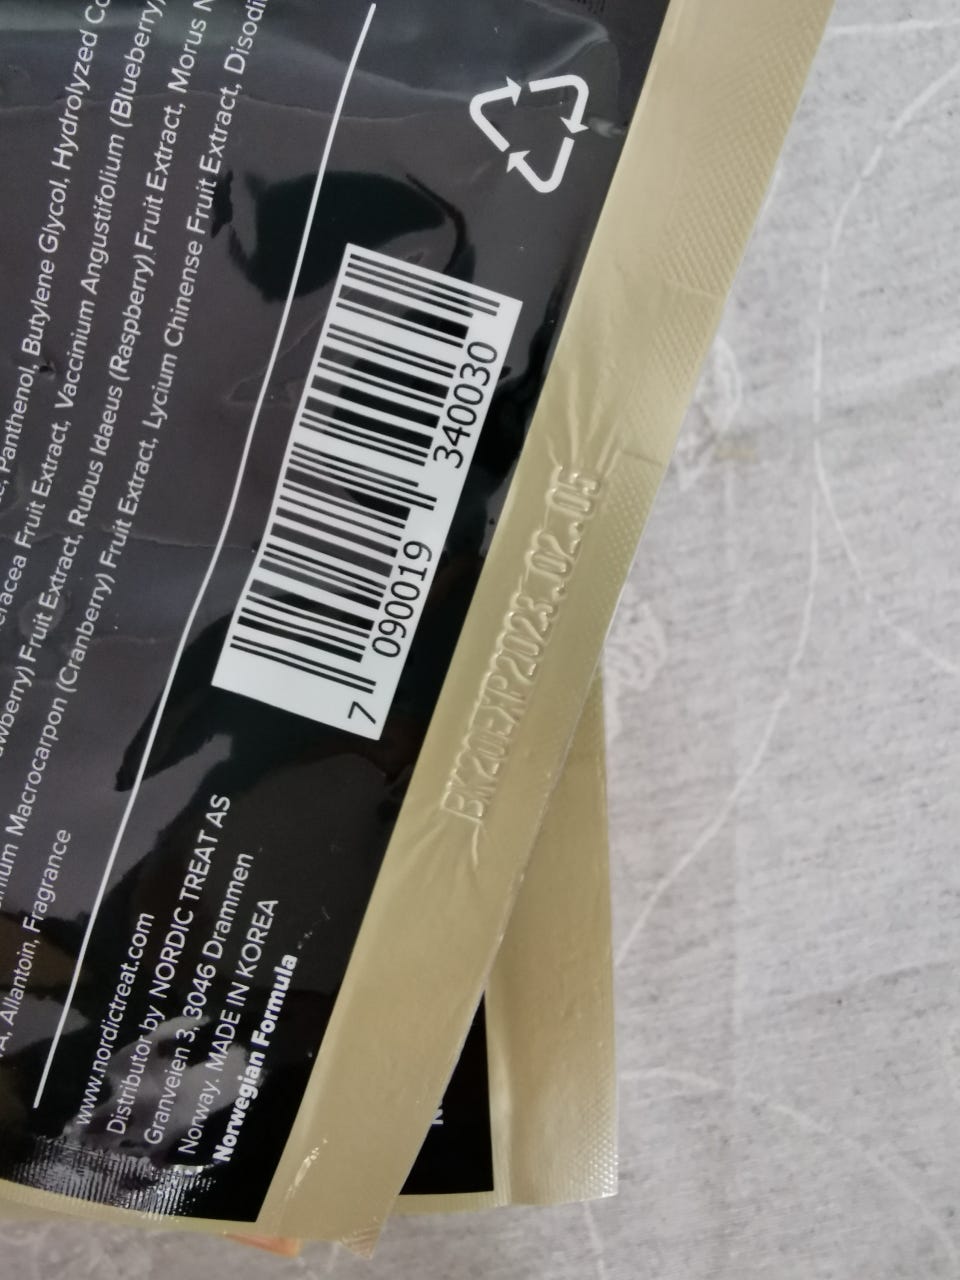 Panthenol, Butylene Glycol, Hydrolyzed
Fruit Extract, Vaccinium Angustifolium (Blueberry)
Fruit Extract, Rubus Idaeus (Raspberry) Fruit Extract, Morus
Macrocarpon (Cranberry) Fruit Extract, Lycium Chinense Fruit Extract,
Allantoin, Fragrance
www.nordictreat.com
Distributor by NORDIC TREAT AS
Granveien 3, 3046 Drammen
Norway. MADE IN KOREA
Norwegian Formula
7 090019 340030
EXP2023.02.05